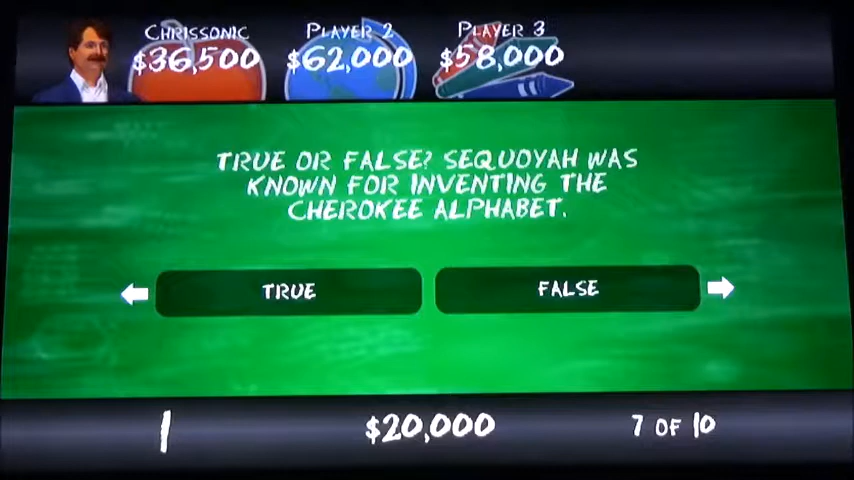 CHRISSONIC PLAYER 2 PLAYER 3
$36,500 $62,000 $58,000
TRUE OR FALSE? SEQUOYAH WAS
KNOWN FOR INVENTING THE
CHEROKEE ALPHABET.
TRUE FALSE
1 $20,000 7 OF 10